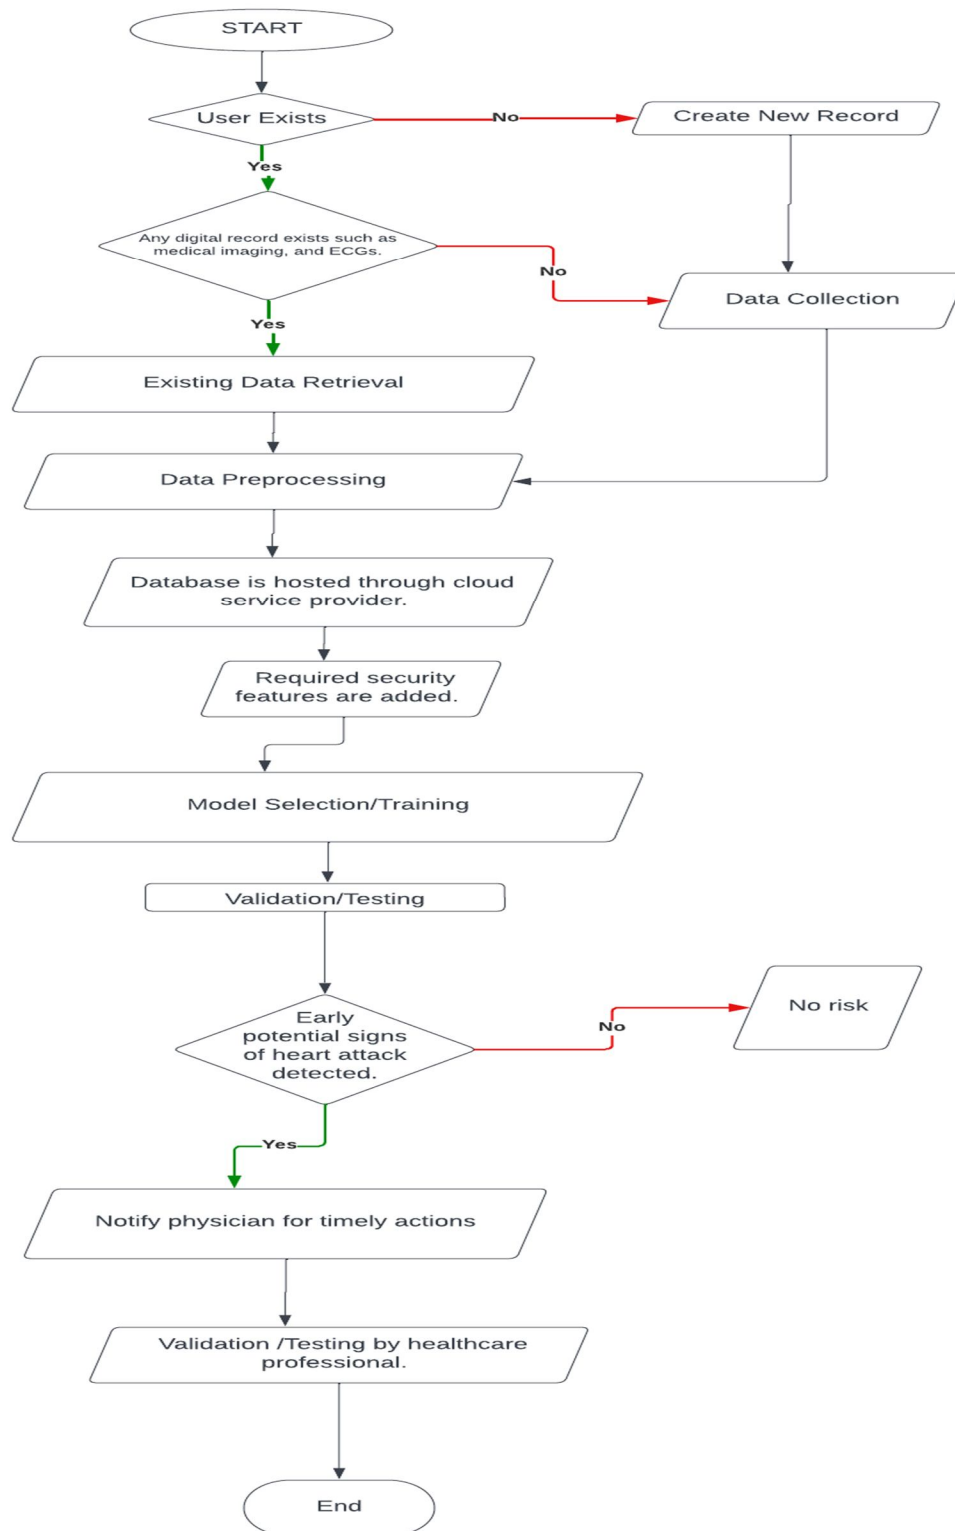 START
User Exists
No
Create New Record
Yes
Any digital record exists such as
medical imaging, and ECGs.
No
Data Collection
Yes
Existing Data Retrieval
Data Preprocessing
Database is hosted through cloud
service provider.
Required security
features are added.
Model Selection/Training
Validation/Testing
Early
potential signs
of heart attack
detected.
No
No risk
Yes
Notify physician for timely actions
Validation /Testing by healthcare
professional.
End